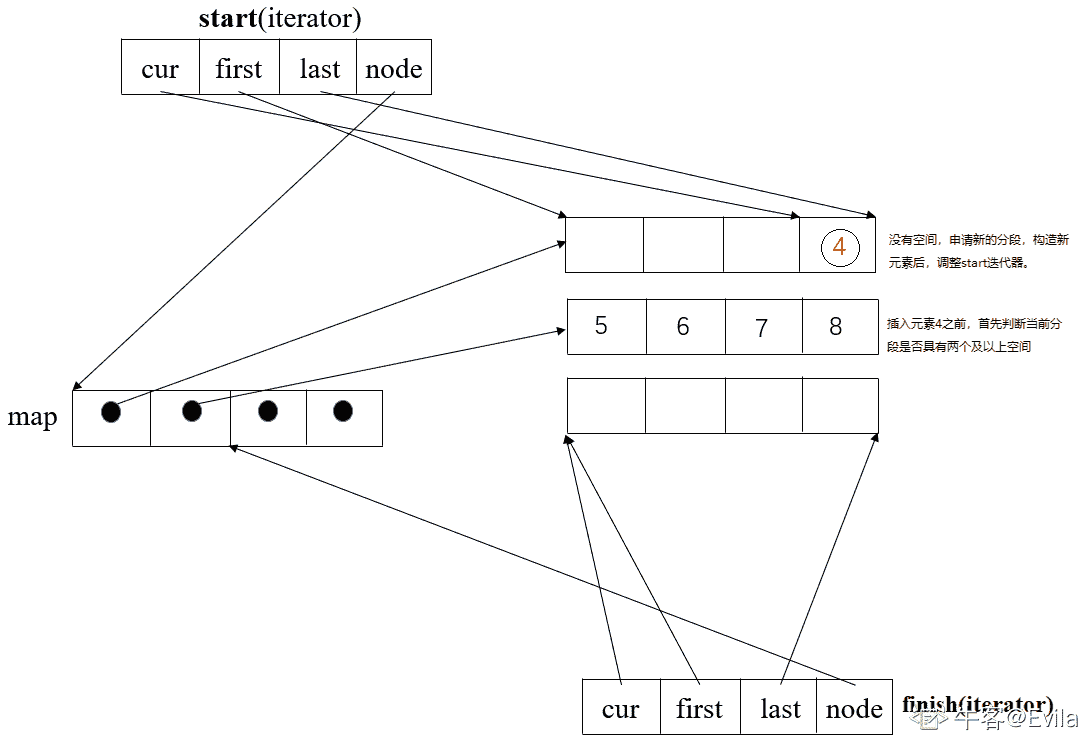 start(iterator)
cur first last node
4
没有空间，申请新的分段，构造新
元素后，调整start迭代器。
5 6 7 8
插入元素4之前，首先判断当前分
段是否具有两个及以上空间
map
cur first last node
finish(iterator)
牛客@Evila